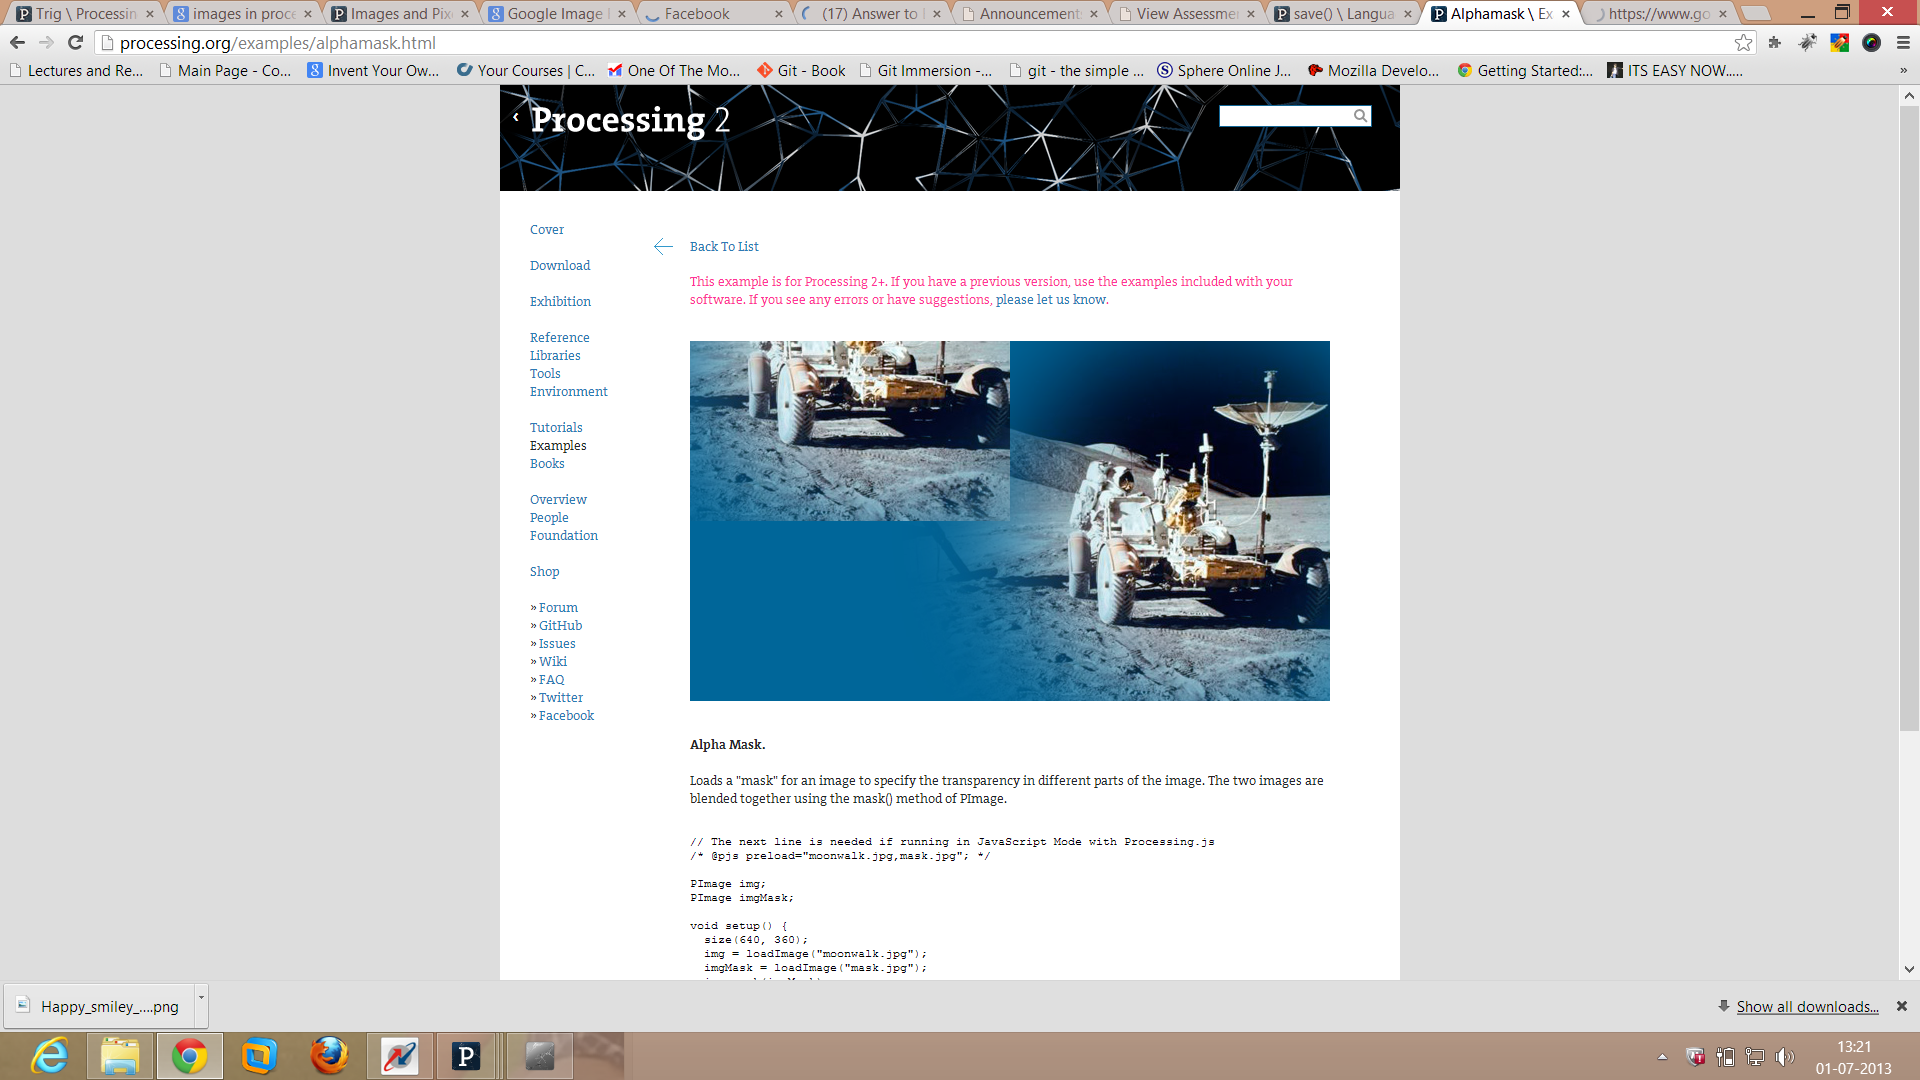 Trig \ Processin
images in proce
Images and Pix
Google Image
Facebook
(17) Answer to
Announcement
View Assessme
save() \ Langua
Alphamask \ Ex
https://www.go
processing.org/examples/alphamask.html
Lectures and Re...
Main Page - Co...
Invent Your Ow...
Your Courses | C...
One Of The Mo...
Git - Book
Git Immersion -...
git - the simple ...
Sphere Online J...
Mozilla Develo...
Getting Started:...
ITS EASY NOW.....
»
‹ Processing 2
Cover
Download
Exhibition
Reference
Libraries
Tools
Environment
Tutorials
Examples
Books
Overview
People
Foundation
Shop
» Forum
» GitHub
» Issues
» Wiki
» FAQ
» Twitter
» Facebook
Back To List
This example is for Processing 2+. If you have a previous version, use the examples included with your
software. If you see any errors or have suggestions, please let us know.
Alpha Mask.
Loads a "mask" for an image to specify the transparency in different parts of the image. The two images are
blended together using the mask() method of PImage.
// The next line is needed if running in JavaScript Mode with Processing.js
/* @pjs preload="moonwalk.jpg,mask.jpg"; */
PImage img;
PImage imgMask;
void setup() {
size(640, 360);
img = loadImage("moonwalk.jpg");
imgMask = loadImage("mask.jpg");
Happy_smiley_....png
Show all downloads...
13:21
01-07-2013